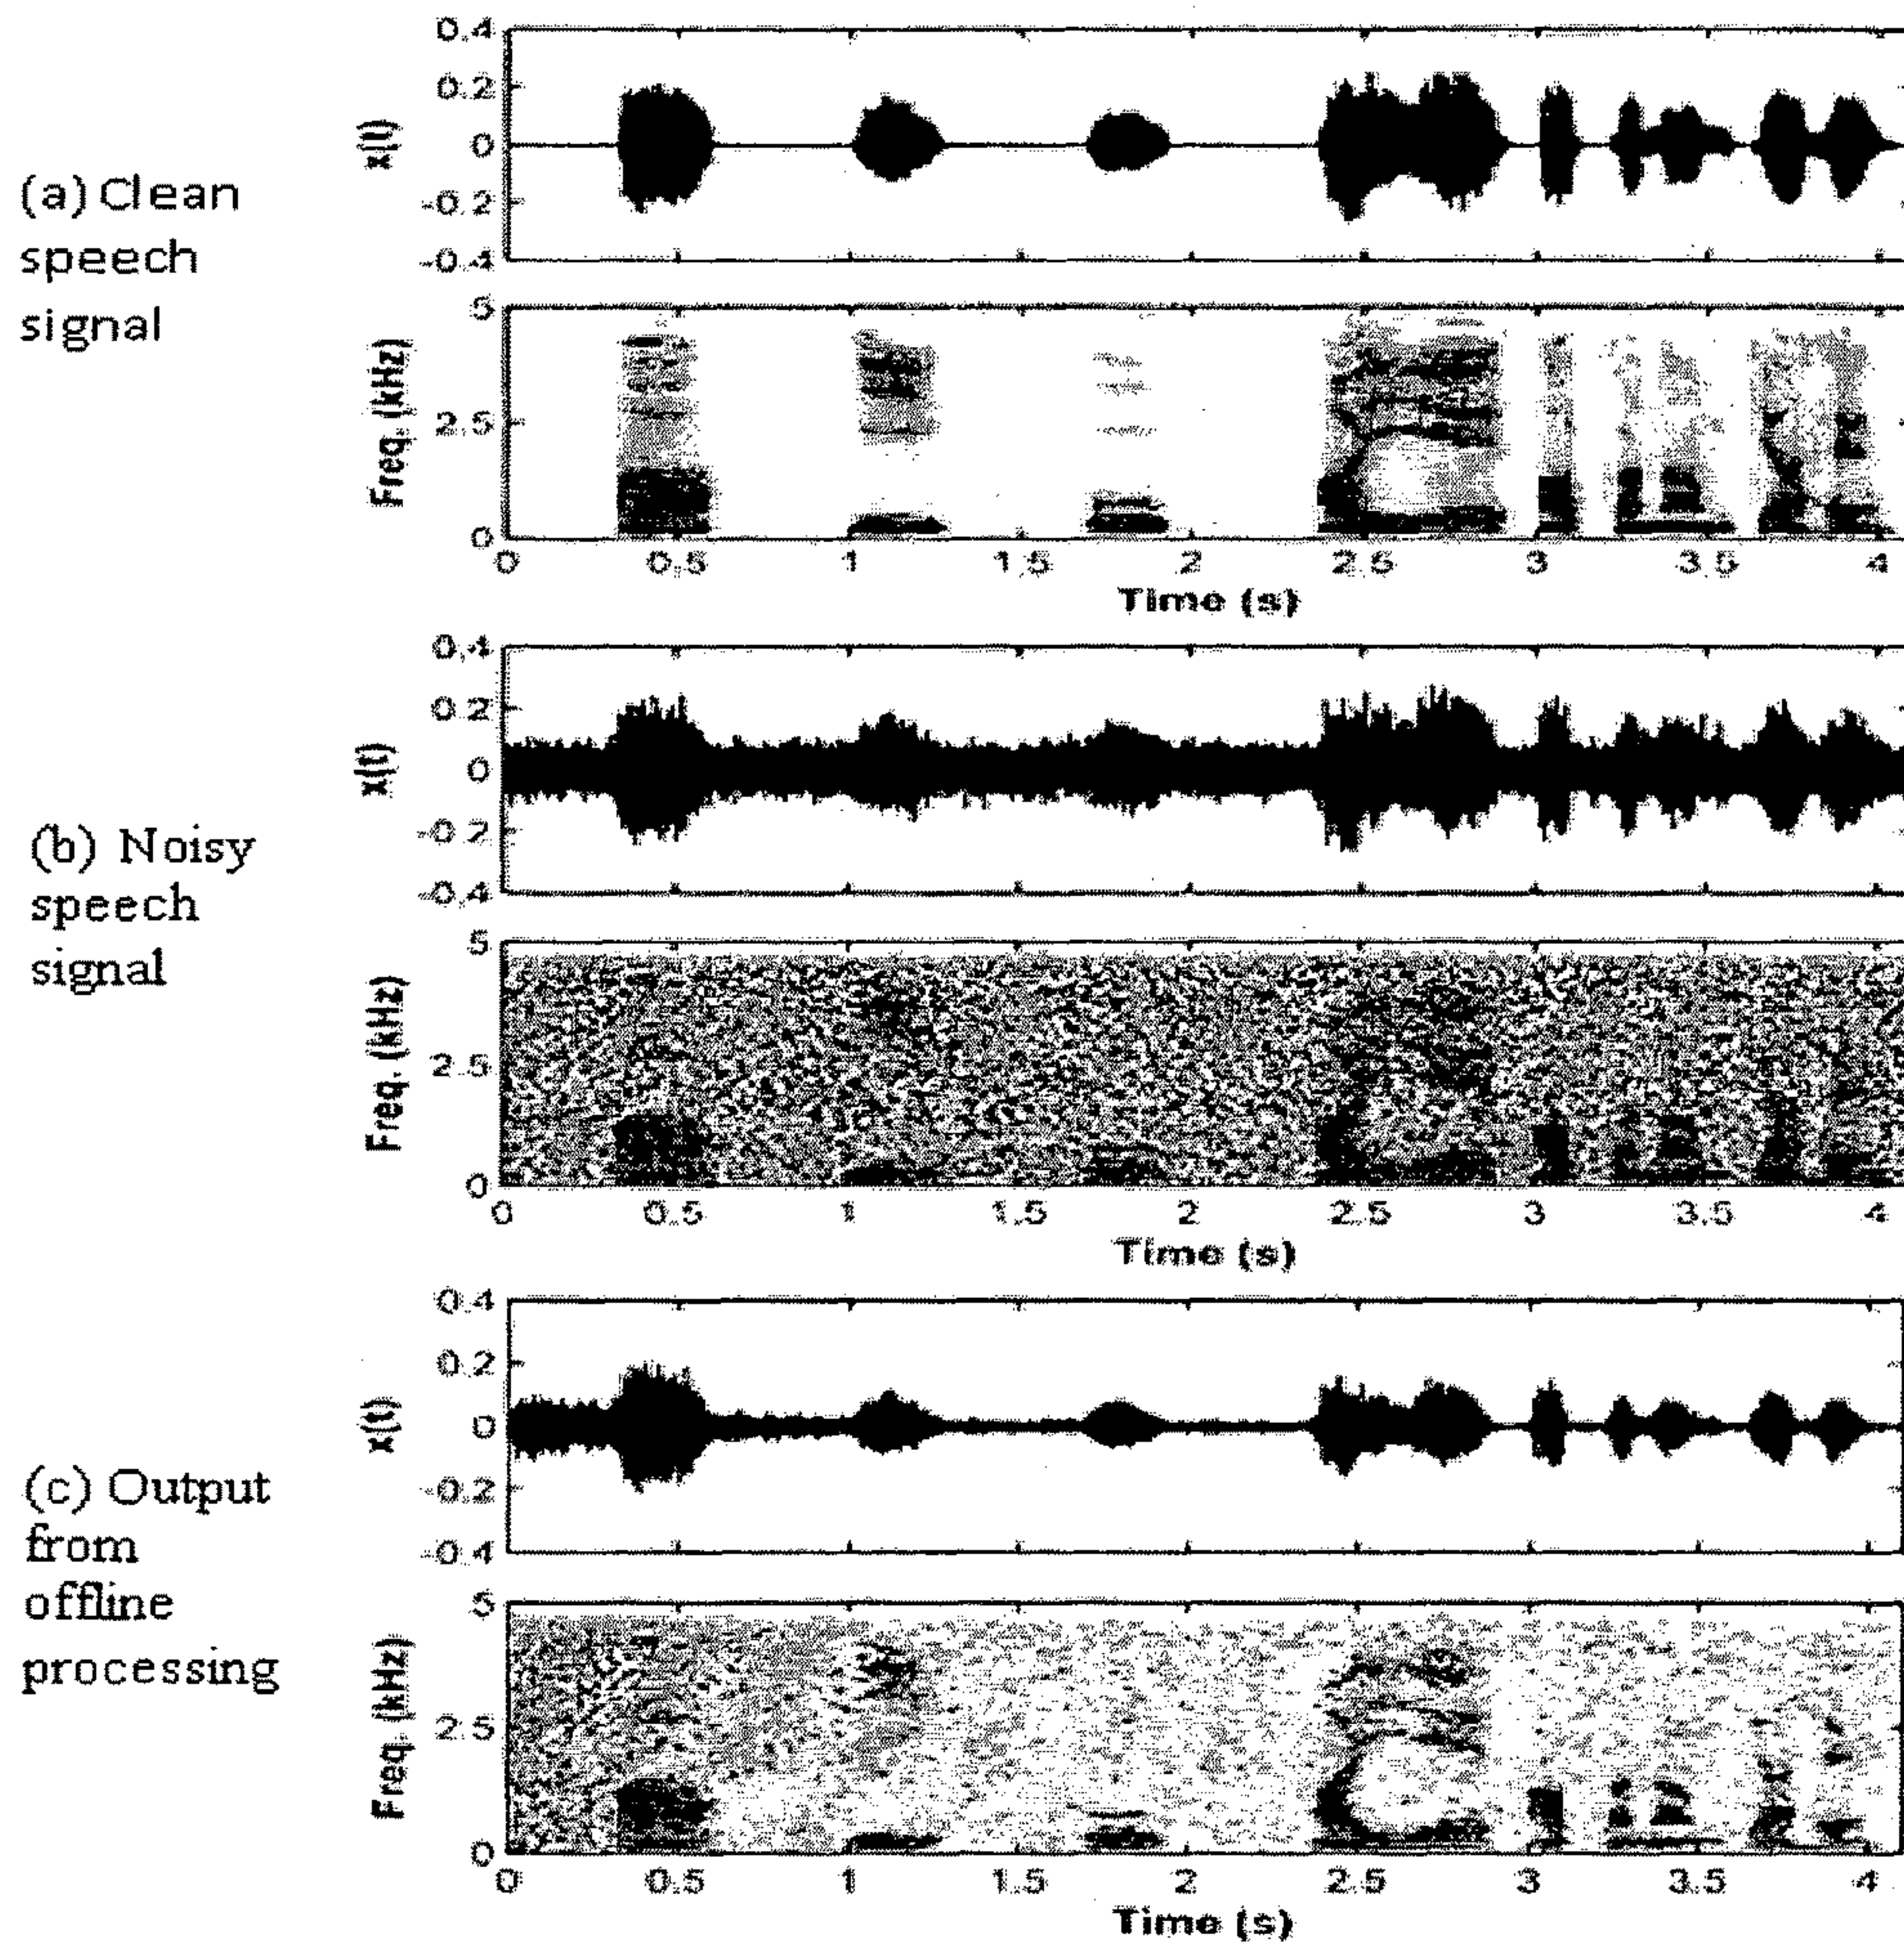 (a) Clean
speech
signal
0.4
0.2
0
-0.2
-0.4
x(t)
5
2.5
0
Freq. (kHz)
0 0.5 1 1.5 2 2.5 3 3.5 4
Time (s)
(b) Noisy
speech
signal
0.4
0.2
0
-0.2
-0.4
x(t)
5
2.5
0
Freq. (kHz)
0 0.5 1 1.5 2 2.5 3 3.5 4
Time (s)
(c) Output
from
offline
processing
0.4
0.2
0
-0.2
-0.4
x(t)
5
2.5
0
Freq. (kHz)
0 0.5 1 1.5 2 2.5 3 3.5 4
Time (s)